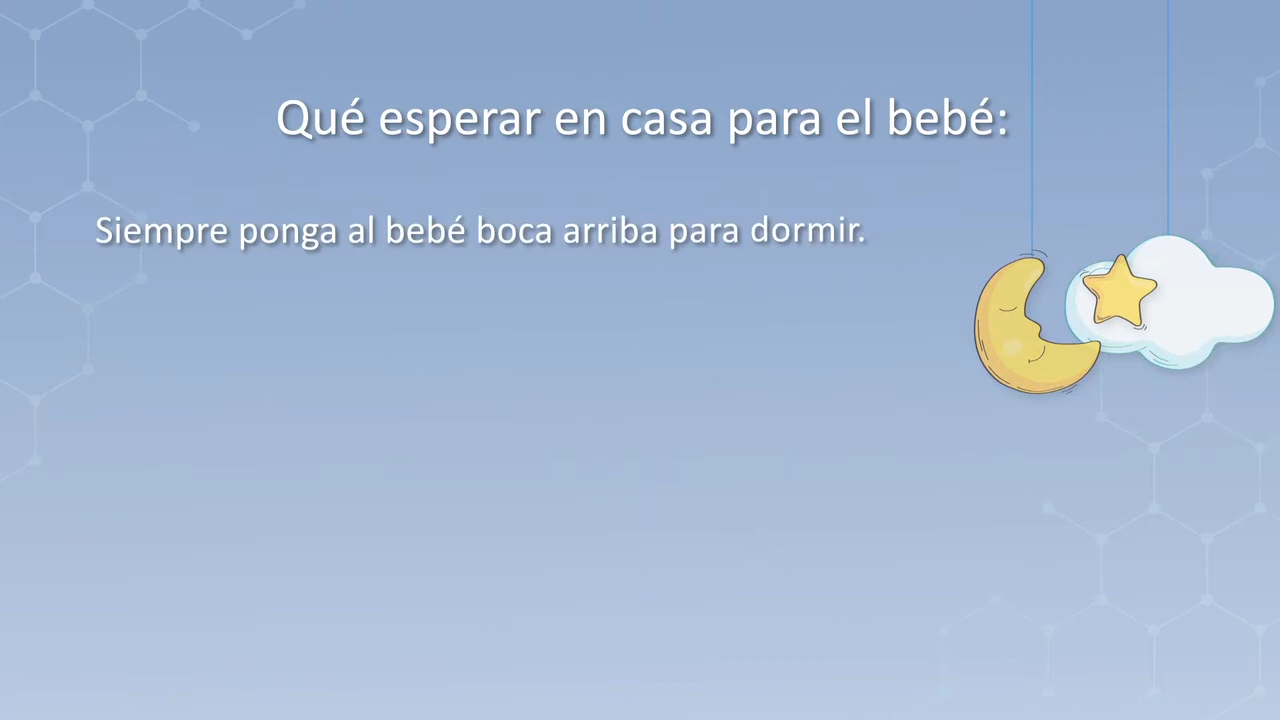 Qué esperar en casa para el bebé:
Siempre ponga al bebé boca arriba para dormir.